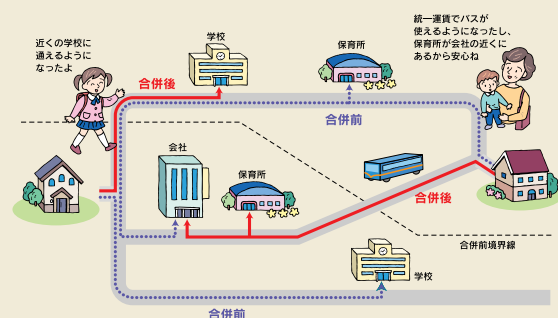 近くの学校に
通えるように
なったよ
学校
保育所
統一運賃でバスが
使えるようになったし、
保育所が会社の近くに
あるから安心ね
合併後
合併前
会社
保育所
合併後
合併前境界線
学校
合併前